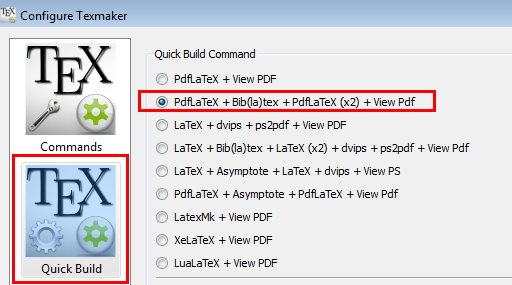 Configure Texmaker
TEX
Commands
TEX
Quick Build
Quick Build Command
PdfLaTeX + View PDF
PdfLaTeX + Bib(la)tex + PdfLaTeX (x2) + View Pdf
LaTeX + dvips + ps2pdf + View PDF
LaTeX + Bib(la)tex + LaTeX (x2) + dvips + ps2pdf + View Pdf
LaTeX + Asymptote + LaTeX + dvips + View PS
PdfLaTeX + Asymptote + PdfLaTeX + View Pdf
LatexMk + View PDF
XeLaTeX + View PDF
LuaLaTeX + View PDF